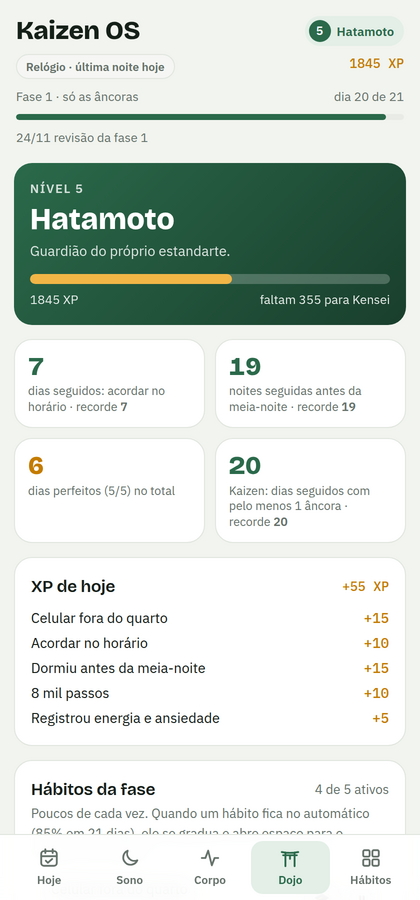 Kaizen OS
5 Hatamoto
Relógio · última noite hoje
1845 XP
Fase 1 · só as âncoras
dia 20 de 21
24/11 revisão da fase 1
NÍVEL 5
Hatamoto
Guardião do próprio estandarte.
1845 XP
faltam 355 para Kensei
7
dias seguidos: acordar no
horário · recorde 7
19
noites seguidas antes da
meia-noite · recorde 19
6
dias perfeitos (5/5) no total
20
Kaizen: dias seguidos com
pelo menos 1 âncora ·
recorde 20
XP de hoje
+55 XP
Celular fora do quarto
+15
Acordar no horário
+10
Dormiu antes da meia-noite
+15
8 mil passos
+10
Registrou energia e ansiedade
+5
Hábitos da fase
4 de 5 ativos
Poucos de cada vez. Quando um hábito fica no automático
(85% em 21 dias), ele se gradua e abre espaço para o
Hoje
Sono
Corpo
Dojo
Hábitos